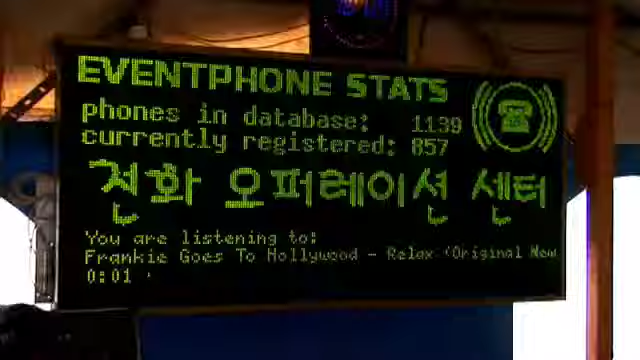 EVENTPHONE STATS
phones in database: 1139
currently registered: 857
전화 오퍼레이션 센터
You are listening to:
Frankie Goes To Hollywood - Relax (Original New
0:01